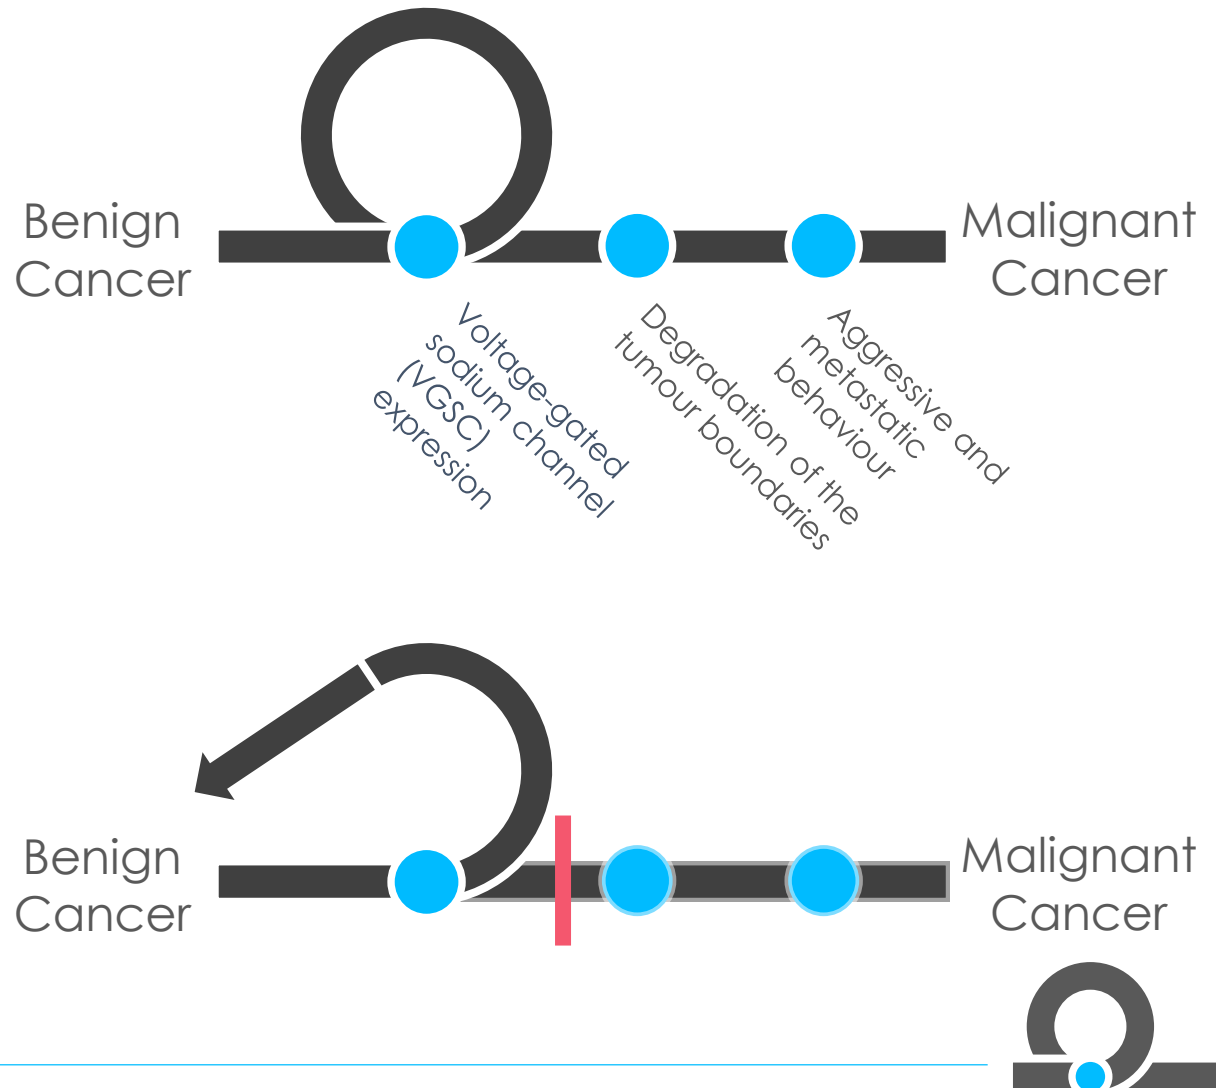 Benign
Cancer
Malignant
Cancer
Voltage-gated
sodium channel
(VGSC)
expression
Degradation of the
tumour boundaries
Aggressive and
metastatic
behaviour
Benign
Cancer
Malignant
Cancer